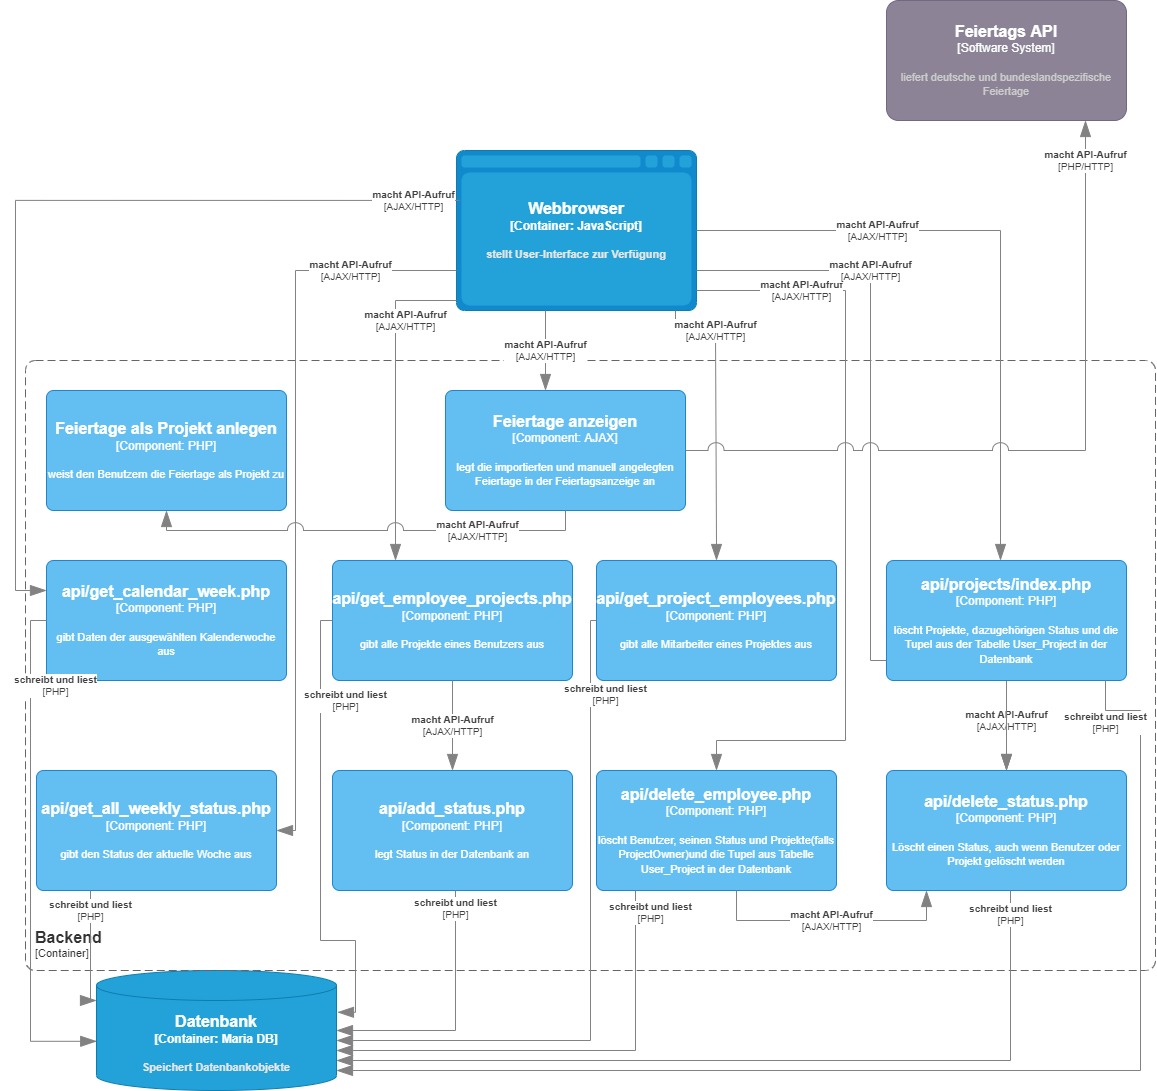 Feiertags API
[Software System]
liefert deutsche und bundeslandspezifische
Feiertage
macht API-Aufruf
[PHP/HTTP]
macht API-Aufruf
[AJAX/HTTP]
Webbrowser
[Container: JavaScript]
stellt User-Interface zur Verfügung
macht API-Aufruf
[AJAX/HTTP]
macht API-Aufruf
[AJAX/HTTP]
macht API-Aufruf
[AJAX/HTTP]
macht API-Aufruf
[AJAX/HTTP]
macht API-Aufruf
[AJAX/HTTP]
macht API-Aufruf
[AJAX/HTTP]
macht API-Aufruf
[AJAX/HTTP]
Feiertage als Projekt anlegen
[Component: PHP]
weist den Benutzern die Feiertage als Projekt zu
Feiertage anzeigen
[Component: AJAX]
legt die importierten und manuell angelegten
Feiertage in der Feiertagsanzeige an
macht API-Aufruf
[AJAX/HTTP]
api/get_calendar_week.php
[Component: PHP]
gibt Daten der ausgewählten Kalenderwoche
aus
api/get_employee_projects.php
[Component: PHP]
gibt alle Projekte eines Benutzers aus
api/get_project_employees.php
[Component: PHP]
gibt alle Mitarbeiter eines Projektes aus
api/projects/index.php
[Component: PHP]
löscht Projekte, dazugehörigen Status und die
Tupel aus der Tabelle User_Project in der
Datenbank
schreibt und liest
[PHP]
schreibt und liest
[PHP]
schreibt und liest
[PHP]
macht API-Aufruf
[AJAX/HTTP]
macht API-Aufruf
[AJAX/HTTP]
schreibt und liest
[PHP]
api/get_all_weekly_status.php
[Component: PHP]
gibt den Status der aktuelle Woche aus
api/add_status.php
[Component: PHP]
legt Status in der Datenbank an
api/delete_employee.php
[Component: PHP]
löscht Benutzer, seinen Status und Projekte(falls
ProjectOwner)und die Tupel aus Tabelle
User_Project in der Datenbank
api/delete_status.php
[Component: PHP]
Löscht einen Status, auch wenn Benutzer oder
Projekt gelöscht werden
schreibt und liest
[PHP]
schreibt und liest
[PHP]
schreibt und liest
[PHP]
macht API-Aufruf
[AJAX/HTTP]
schreibt und liest
[PHP]
Backend
[Container]
Datenbank
[Container: Maria DB]
Speichert Datenbankobjekte